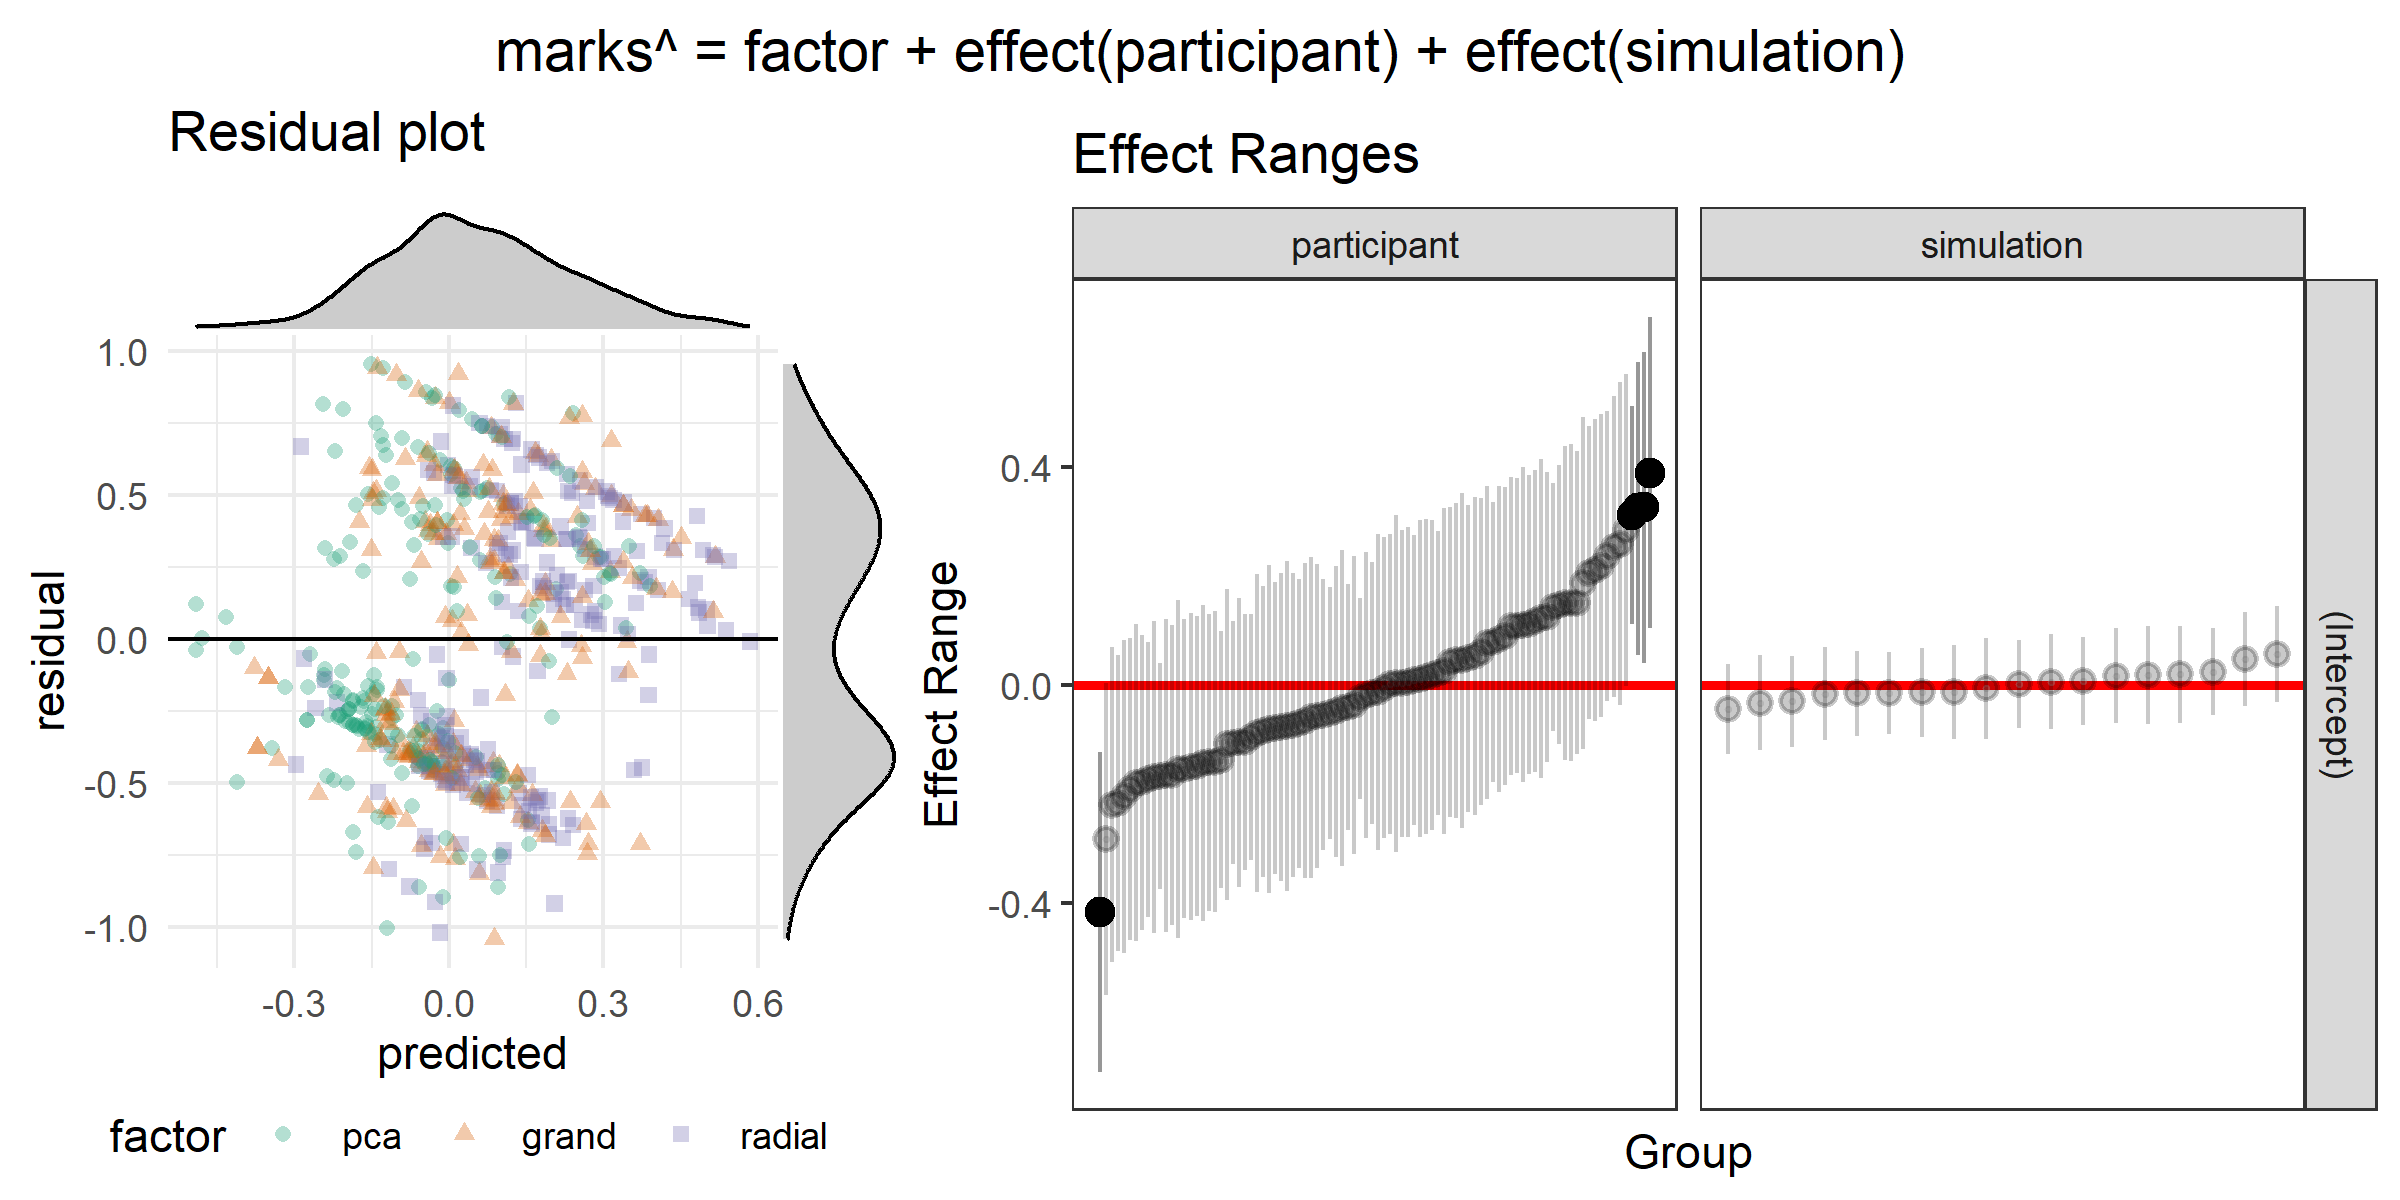 marks^ = factor + effect(participant) + effect(simulation)
Residual plot
1.0
0.5
0.0
-0.5
-1.0
residual
-0.3 0.0 0.3 0.6
predicted
factor pca grand radial
Effect Ranges
participant simulation
0.4
0.0
-0.4
Effect Range
(Intercept)
Group